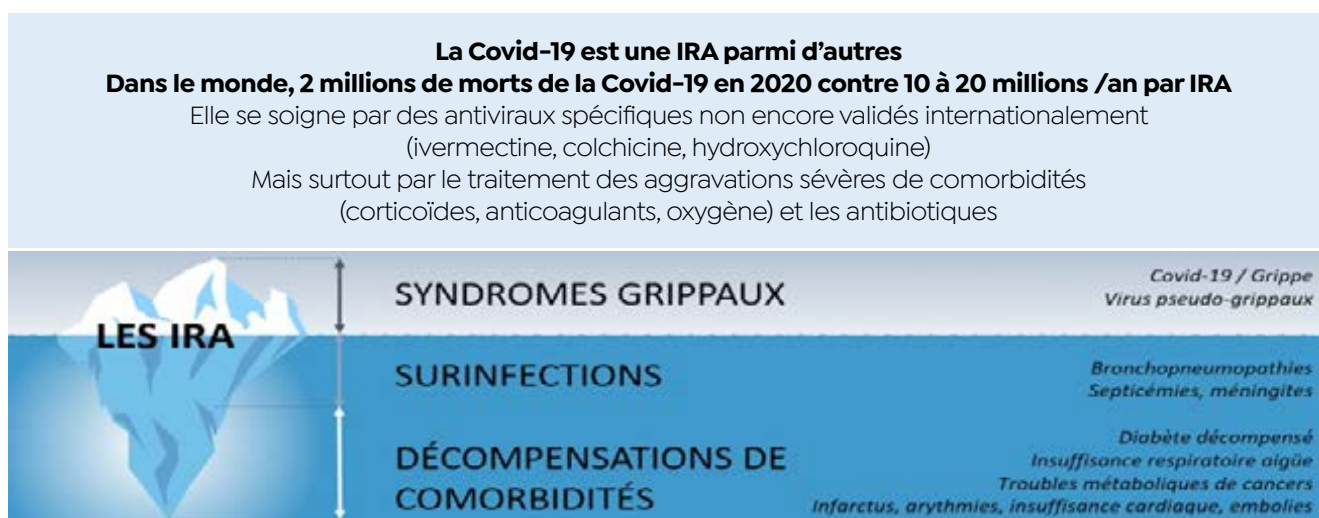 La Covid-19 est une IRA parmi d'autres
Dans le monde, 2 millions de morts de la Covid-19 en 2020 contre 10 à 20 millions /an par IRA
Elle se soigne par des antiviraux spécifiques non encore validés internationalement
(ivermectine, colchicine, hydroxychloroquine)
Mais surtout par le traitement des aggravations sévères de comorbidités
(corticoïdes, anticoagulants, oxygène) et les antibiotiques
LES IRA
SYNDROMES GRIPPAUX
Covid-19 / Grippe
Virus pseudo-grippaux
SURINFECTIONS
Bronchopneumopathies
Septicémies, méningites
DÉCOMPENSATIONS DE
COMORBIDITÉS
Diabète décompensé
Insuffisance respiratoire aigüe
Troubles métaboliques de cancers
Infarctus, arythmies, insuffisance cardiaque, embolies